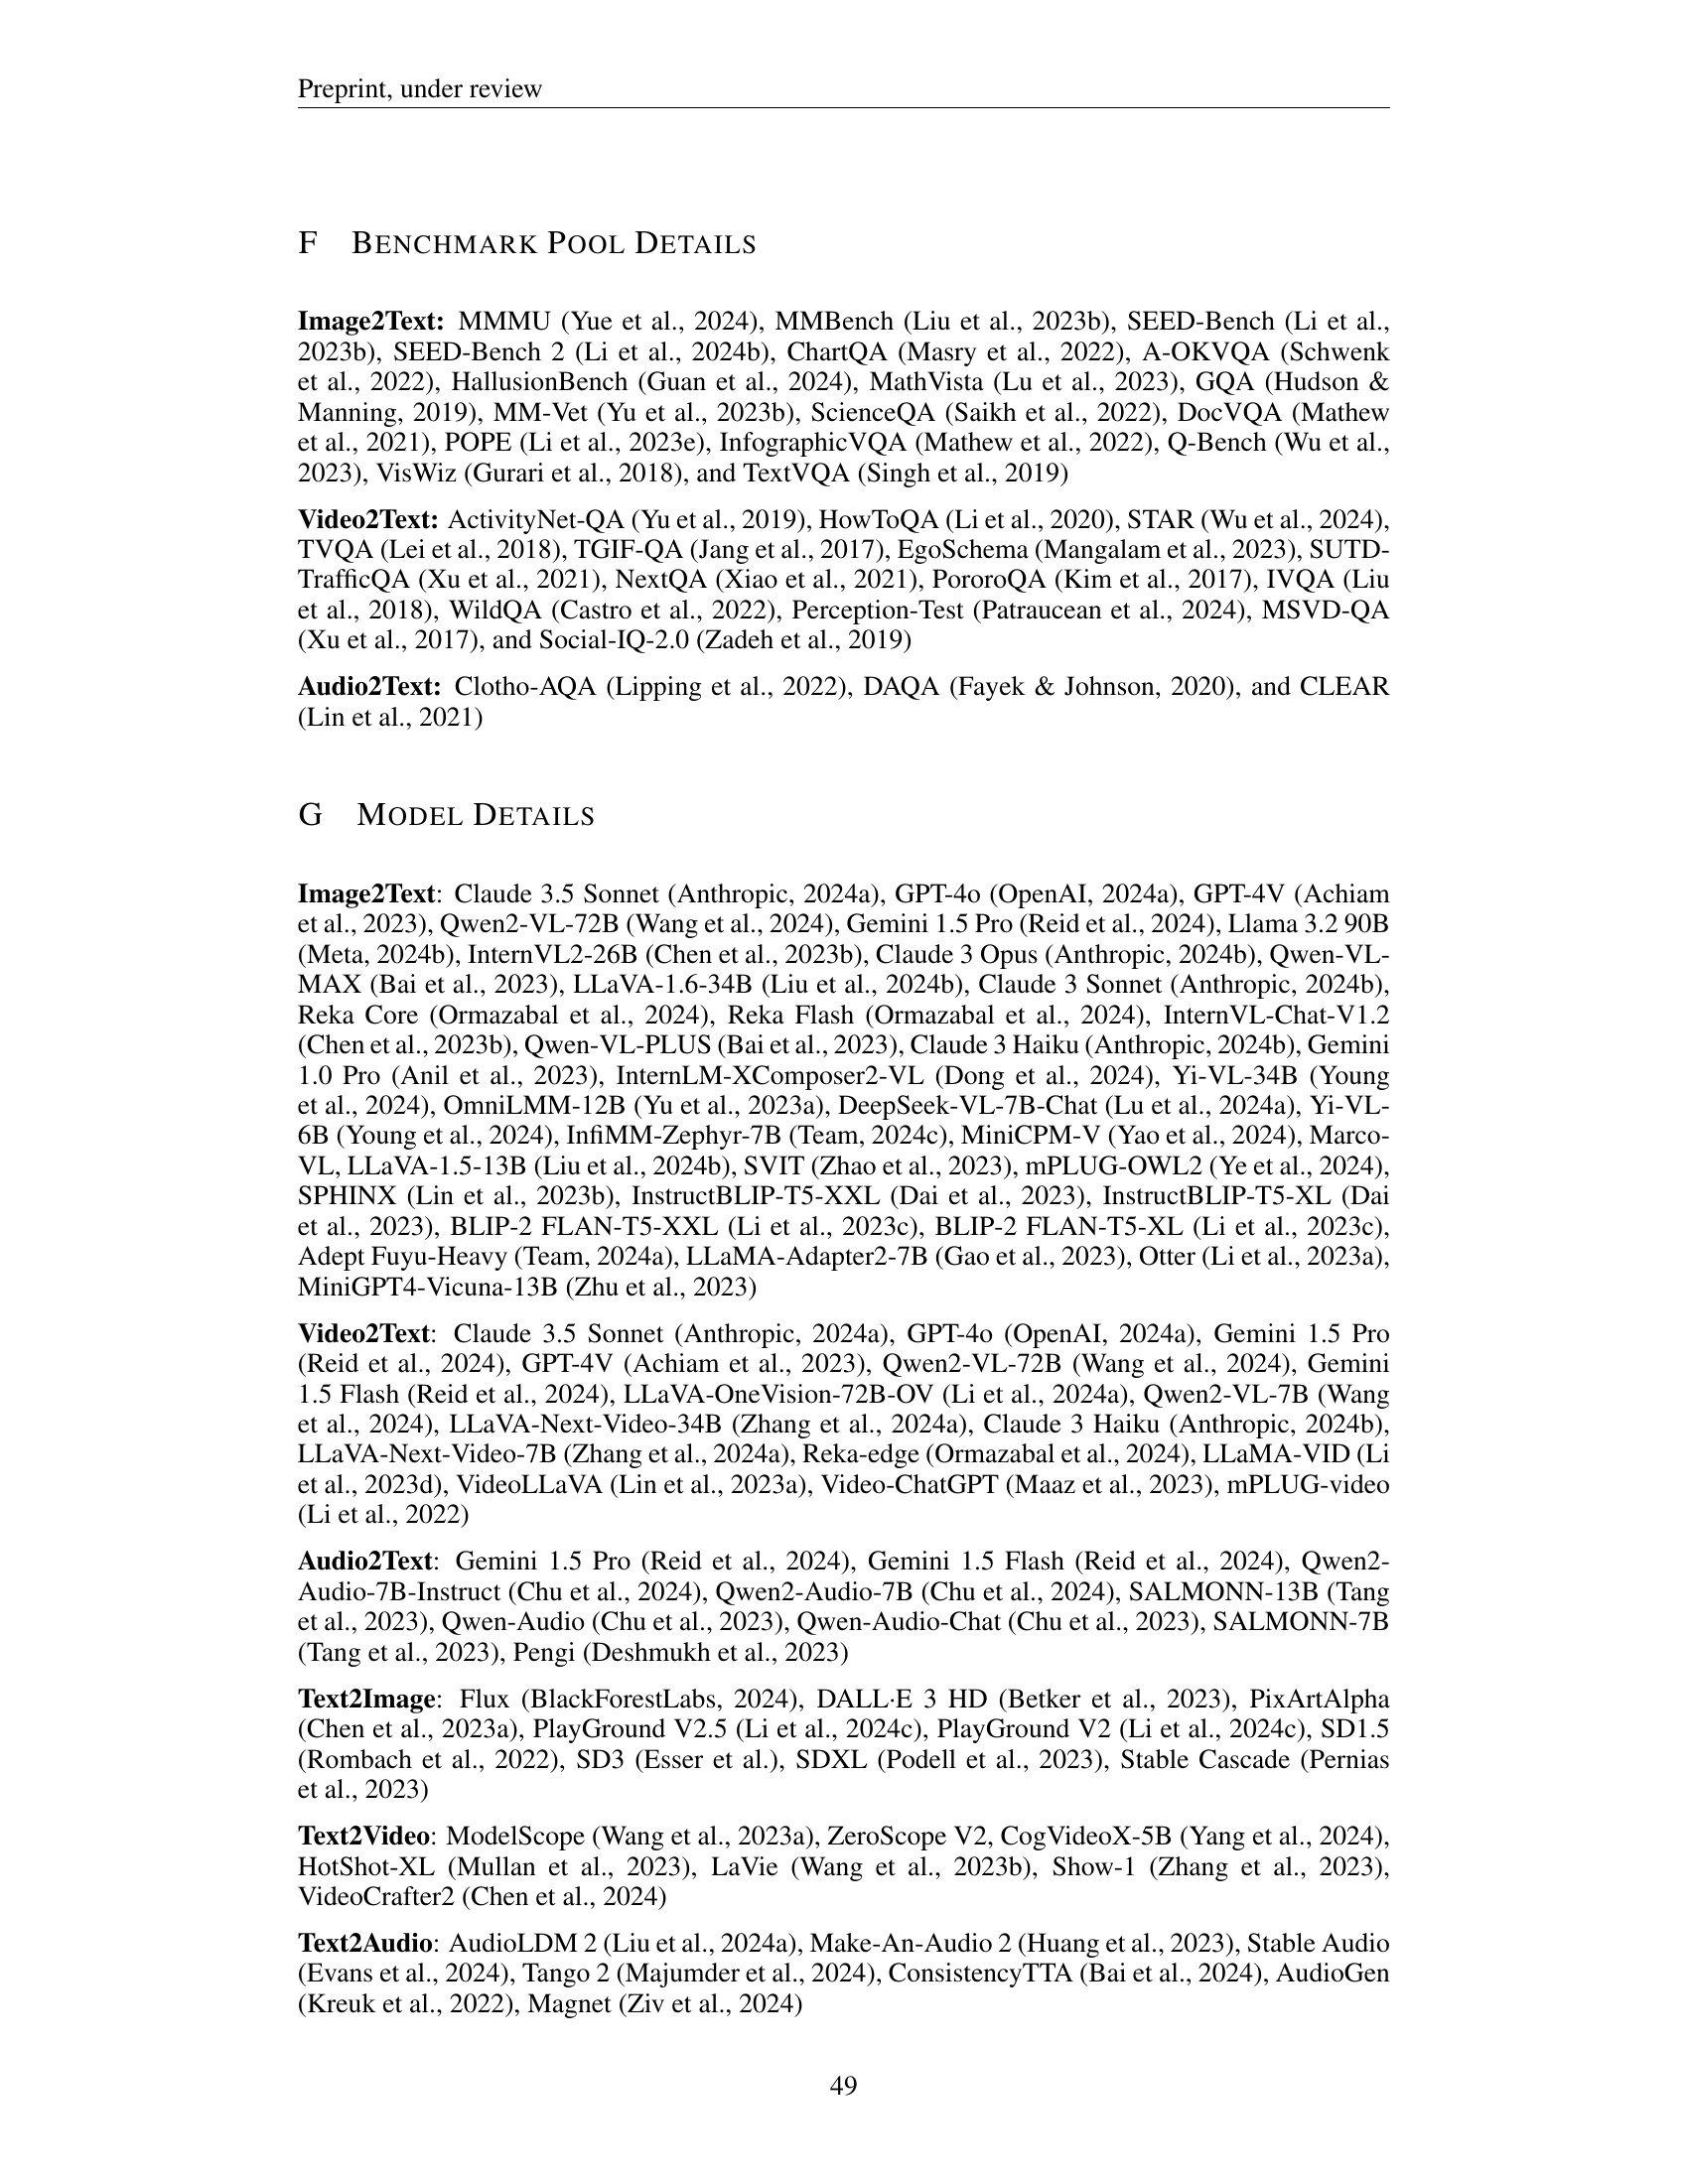 Preprint, under review
F BENCHMARK POOL DETAILS
Image2Text: MMMU (Yue et al., 2024), MMBench (Liu et al., 2023b), SEED-Bench (Li et al.,
2023b), SEED-Bench 2 (Li et al., 2024b), ChartQA (Masry et al., 2022), A-OKVQA (Schwenk
et al., 2022), HallusionBench (Guan et al., 2024), MathVista (Lu et al., 2023), GQA (Hudson &
Manning, 2019), MM-Vet (Yu et al., 2023b), ScienceQA (Saikh et al., 2022), DocVQA (Mathew
et al., 2021), POPE (Li et al., 2023e), InfographicVQA (Mathew et al., 2022), Q-Bench (Wu et al.,
2023), VisWiz (Gurari et al., 2018), and TextVQA (Singh et al., 2019)
Video2Text: ActivityNet-QA (Yu et al., 2019), HowToQA (Li et al., 2020), STAR (Wu et al., 2024),
TVQA (Lei et al., 2018), TGIF-QA (Jang et al., 2017), EgoSchema (Mangalam et al., 2023), SUTD-
TrafficQA (Xu et al., 2021), NextQA (Xiao et al., 2021), PororoQA (Kim et al., 2017), IVQA (Liu
et al., 2018), WildQA (Castro et al., 2022), Perception-Test (Patraucean et al., 2024), MSVD-QA
(Xu et al., 2017), and Social-IQ-2.0 (Zadeh et al., 2019)
Audio2Text: Clotho-AQA (Lipping et al., 2022), DAQA (Fayek & Johnson, 2020), and CLEAR
(Lin et al., 2021)
G MODEL DETAILS
Image2Text: Claude 3.5 Sonnet (Anthropic, 2024a), GPT-4o (OpenAI, 2024a), GPT-4V (Achiam
et al., 2023), Qwen2-VL-72B (Wang et al., 2024), Gemini 1.5 Pro (Reid et al., 2024), Llama 3.2 90B
(Meta, 2024b), InternVL2-26B (Chen et al., 2023b), Claude 3 Opus (Anthropic, 2024b), Qwen-VL-
MAX (Bai et al., 2023), LLaVA-1.6-34B (Liu et al., 2024b), Claude 3 Sonnet (Anthropic, 2024b),
Reka Core (Ormazabal et al., 2024), Reka Flash (Ormazabal et al., 2024), InternVL-Chat-V1.2
(Chen et al., 2023b), Qwen-VL-PLUS (Bai et al., 2023), Claude 3 Haiku (Anthropic, 2024b), Gemini
1.0 Pro (Anil et al., 2023), InternLM-XComposer2-VL (Dong et al., 2024), Yi-VL-34B (Young
et al., 2024), OmniLMM-12B (Yu et al., 2023a), DeepSeek-VL-7B-Chat (Lu et al., 2024a), Yi-VL-
6B (Young et al., 2024), InfiMM-Zephyr-7B (Team, 2024c), MiniCPM-V (Yao et al., 2024), Marco-
VL, LLaVA-1.5-13B (Liu et al., 2024b), SVIT (Zhao et al., 2023), mPLUG-OWL2 (Ye et al., 2024),
SPHINX (Lin et al., 2023b), InstructBLIP-T5-XXL (Dai et al., 2023), InstructBLIP-T5-XL (Dai
et al., 2023), BLIP-2 FLAN-T5-XXL (Li et al., 2023c), BLIP-2 FLAN-T5-XL (Li et al., 2023c),
Adept Fuyu-Heavy (Team, 2024a), LLaMA-Adapter2-7B (Gao et al., 2023), Otter (Li et al., 2023a),
MiniGPT4-Vicuna-13B (Zhu et al., 2023)
Video2Text: Claude 3.5 Sonnet (Anthropic, 2024a), GPT-4o (OpenAI, 2024a), Gemini 1.5 Pro
(Reid et al., 2024), GPT-4V (Achiam et al., 2023), Qwen2-VL-72B (Wang et al., 2024), Gemini
1.5 Flash (Reid et al., 2024), LLaVA-OneVision-72B-OV (Li et al., 2024a), Qwen2-VL-7B (Wang
et al., 2024), LLaVA-Next-Video-34B (Zhang et al., 2024a), Claude 3 Haiku (Anthropic, 2024b),
LLaVA-Next-Video-7B (Zhang et al., 2024a), Reka-edge (Ormazabal et al., 2024), LLaMA-VID (Li
et al., 2023d), VideoLLaVA (Lin et al., 2023a), Video-ChatGPT (Maaz et al., 2023), mPLUG-video
(Li et al., 2022)
Audio2Text: Gemini 1.5 Pro (Reid et al., 2024), Gemini 1.5 Flash (Reid et al., 2024), Qwen2-
Audio-7B-Instruct (Chu et al., 2024), Qwen2-Audio-7B (Chu et al., 2024), SALMONN-13B (Tang
et al., 2023), Qwen-Audio (Chu et al., 2023), Qwen-Audio-Chat (Chu et al., 2023), SALMONN-7B
(Tang et al., 2023), Pengi (Deshmukh et al., 2023)
Text2Image: Flux (BlackForestLabs, 2024), DALL·E 3 HD (Betker et al., 2023), PixArtAlpha
(Chen et al., 2023a), PlayGround V2.5 (Li et al., 2024c), PlayGround V2 (Li et al., 2024c), SD1.5
(Rombach et al., 2022), SD3 (Esser et al.), SDXL (Podell et al., 2023), Stable Cascade (Pernias
et al., 2023)
Text2Video: ModelScope (Wang et al., 2023a), ZeroScope V2, CogVideoX-5B (Yang et al., 2024),
HotShot-XL (Mullan et al., 2023), LaVie (Wang et al., 2023b), Show-1 (Zhang et al., 2023),
VideoCrafter2 (Chen et al., 2024)
Text2Audio: AudioLDM 2 (Liu et al., 2024a), Make-An-Audio 2 (Huang et al., 2023), Stable Audio
(Evans et al., 2024), Tango 2 (Majumder et al., 2024), ConsistencyTTA (Bai et al., 2024), AudioGen
(Kreuk et al., 2022), Magnet (Ziv et al., 2024)
49